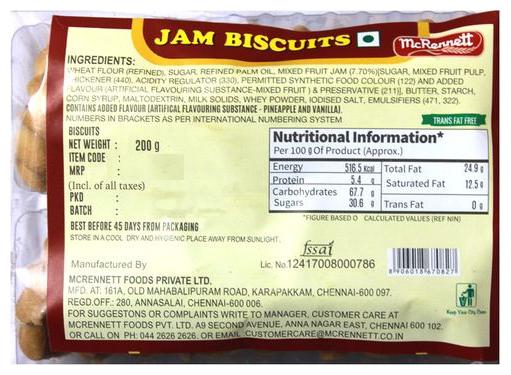 JAM BISCUITS
McRennett
INGREDIENTS:
WHEAT FLOUR (REFINED), SUGAR, REFINED PALM OIL, MIXED FRUIT JAM (7.70%)[SUGAR, MIXED FRUIT PULP,
THICKENER (440), ACIDITY REGULATOR (330), PERMITTED SYNTHETIC FOOD COLOUR (122) AND ADDED
FLAVOUR (ARTIFICIAL FLAVOURING SUBSTANCE-MIXED FRUIT ) & PRESERVATIVE (211)], BUTTER, STARCH,
CORN SYRUP, MALTODEXTRIN, MILK SOLIDS, WHEY POWDER, IODISED SALT, EMULSIFIERS (471, 322).
CONTAINS ADDED FLAVOUR (ARTIFICAL FLAVOURING SUBSTANCE - PINEAPPLE AND VANILLA).
NUMBERS IN BRACKETS AS PER INTERNATIONAL NUMBERING SYSTEM
TRANS FAT FREE
BISCUITS
NET WEIGHT : 200 g
ITEM CODE :
MRP :
(Incl. of all taxes)
PKD :
BATCH :
BEST BEFORE 45 DAYS FROM PACKAGING
STORE IN A COOL DRY AND HYGIENIC PLACE AWAY FROM SUNLIGHT.
Nutritional Information*
Per 100 g Of Product (Approx.)
Energy 516.5 Kcal
Protein 5.4 g
Carbohydrates 67.7 g
Sugars 30.6 g
Total Fat 24.9 g
Saturated Fat 12.5 g
Trans Fat 0 g
*FIGURE BASED O CALCULATED VALUES (REF NIN)
fssai
Lic. No.12417008000786
8906018670827
Keep Your City Clean
Manufactured By
MCRENNETT FOODS PRIVATE LTD.
MFD. AT: 161A, OLD MAHABALIPURAM ROAD, KARAPAKKAM, CHENNAI-600 097.
REGD.OFF.: 280, ANNASALAI, CHENNAI-600 006.
FOR SUGGESTONS OR COMPLAINTS WRITE TO MANAGER, CUSTOMER CARE AT
MCRENNETT FOODS PVT. LTD. A9 SECOND AVENUE, ANNA NAGAR EAST, CHENNAI 600 102.
OR CALL ON PH: 044 2626 2626. OR EMAIL :CUSTOMERCARE@MCRENNETT.CO.IN